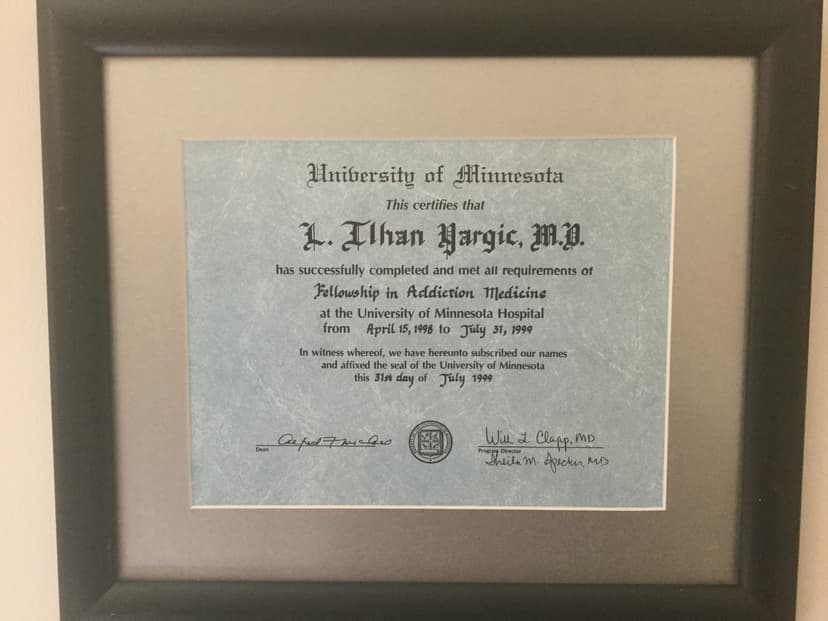 University of Minnesota
This certifies that
L. Ilhan Yargic, M.D.
has successfully completed and met all requirements of
Fellowship in Addiction Medicine
at the University of Minnesota Hospital
from April 15, 1998 to July 31, 1999
In witness whereof, we have hereunto subscribed our names
and affixed the seal of the University of Minnesota
this 31st day of July 1999
Will L Clapp, MD
Dean
Program Director
Sheila M. Specker, MD